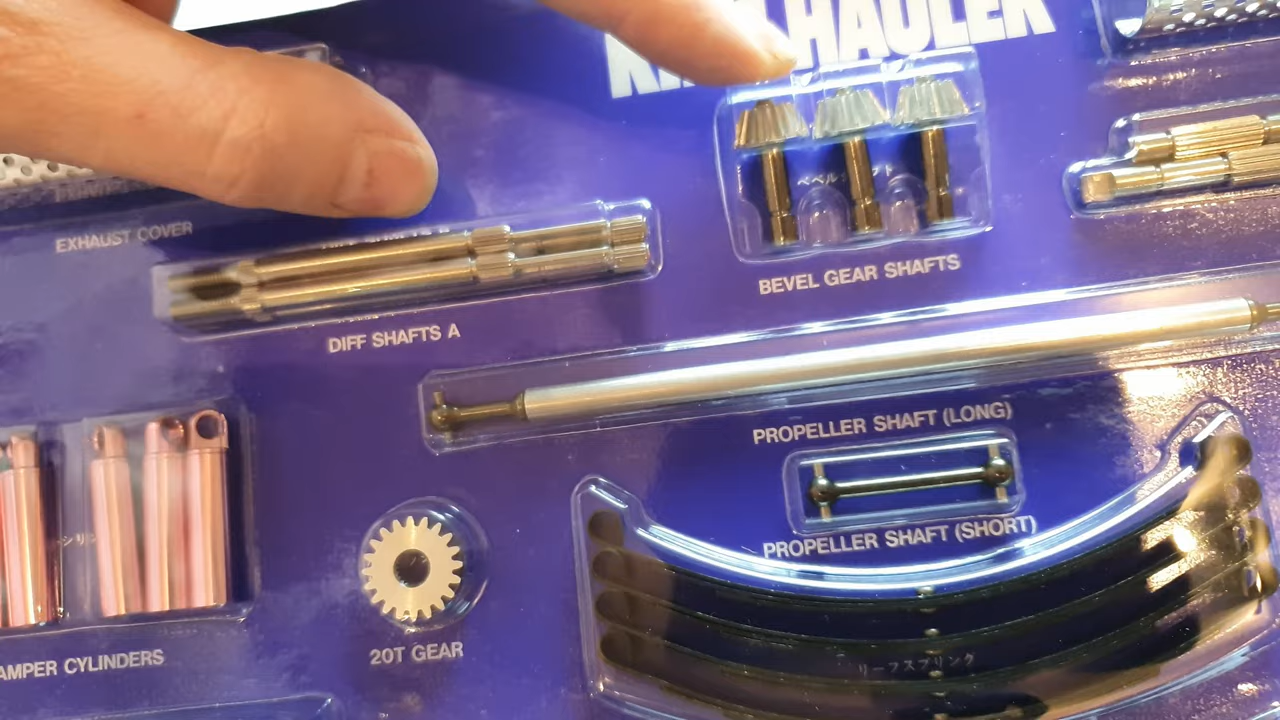 HAULER
EXHAUST COVER
BEVEL GEAR SHAFTS
DIFF SHAFTS A
PROPELLER SHAFT (LONG)
PROPELLER SHAFT (SHORT)
20T GEAR
AMPER CYLINDERS
リーフスプリング